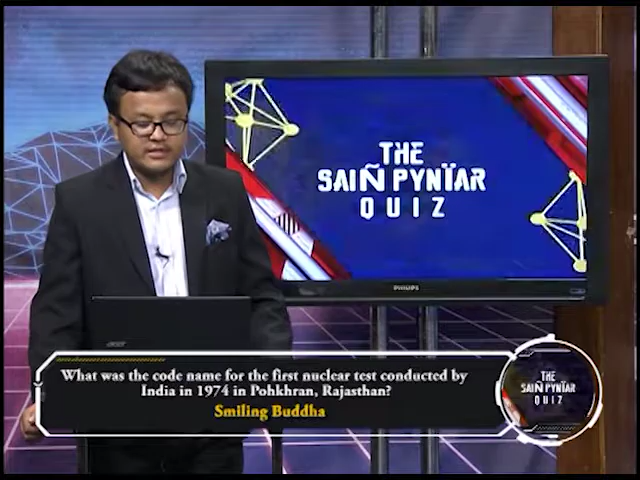 THE
SAIÑ PYNÏAR
QUIZ
PHILIPS
acer
What was the code name for the first nuclear test conducted by
India in 1974 in Pohkhran, Rajasthan?
Smiling Buddha
THE
SAIÑ PYNÏAR
QUIZ